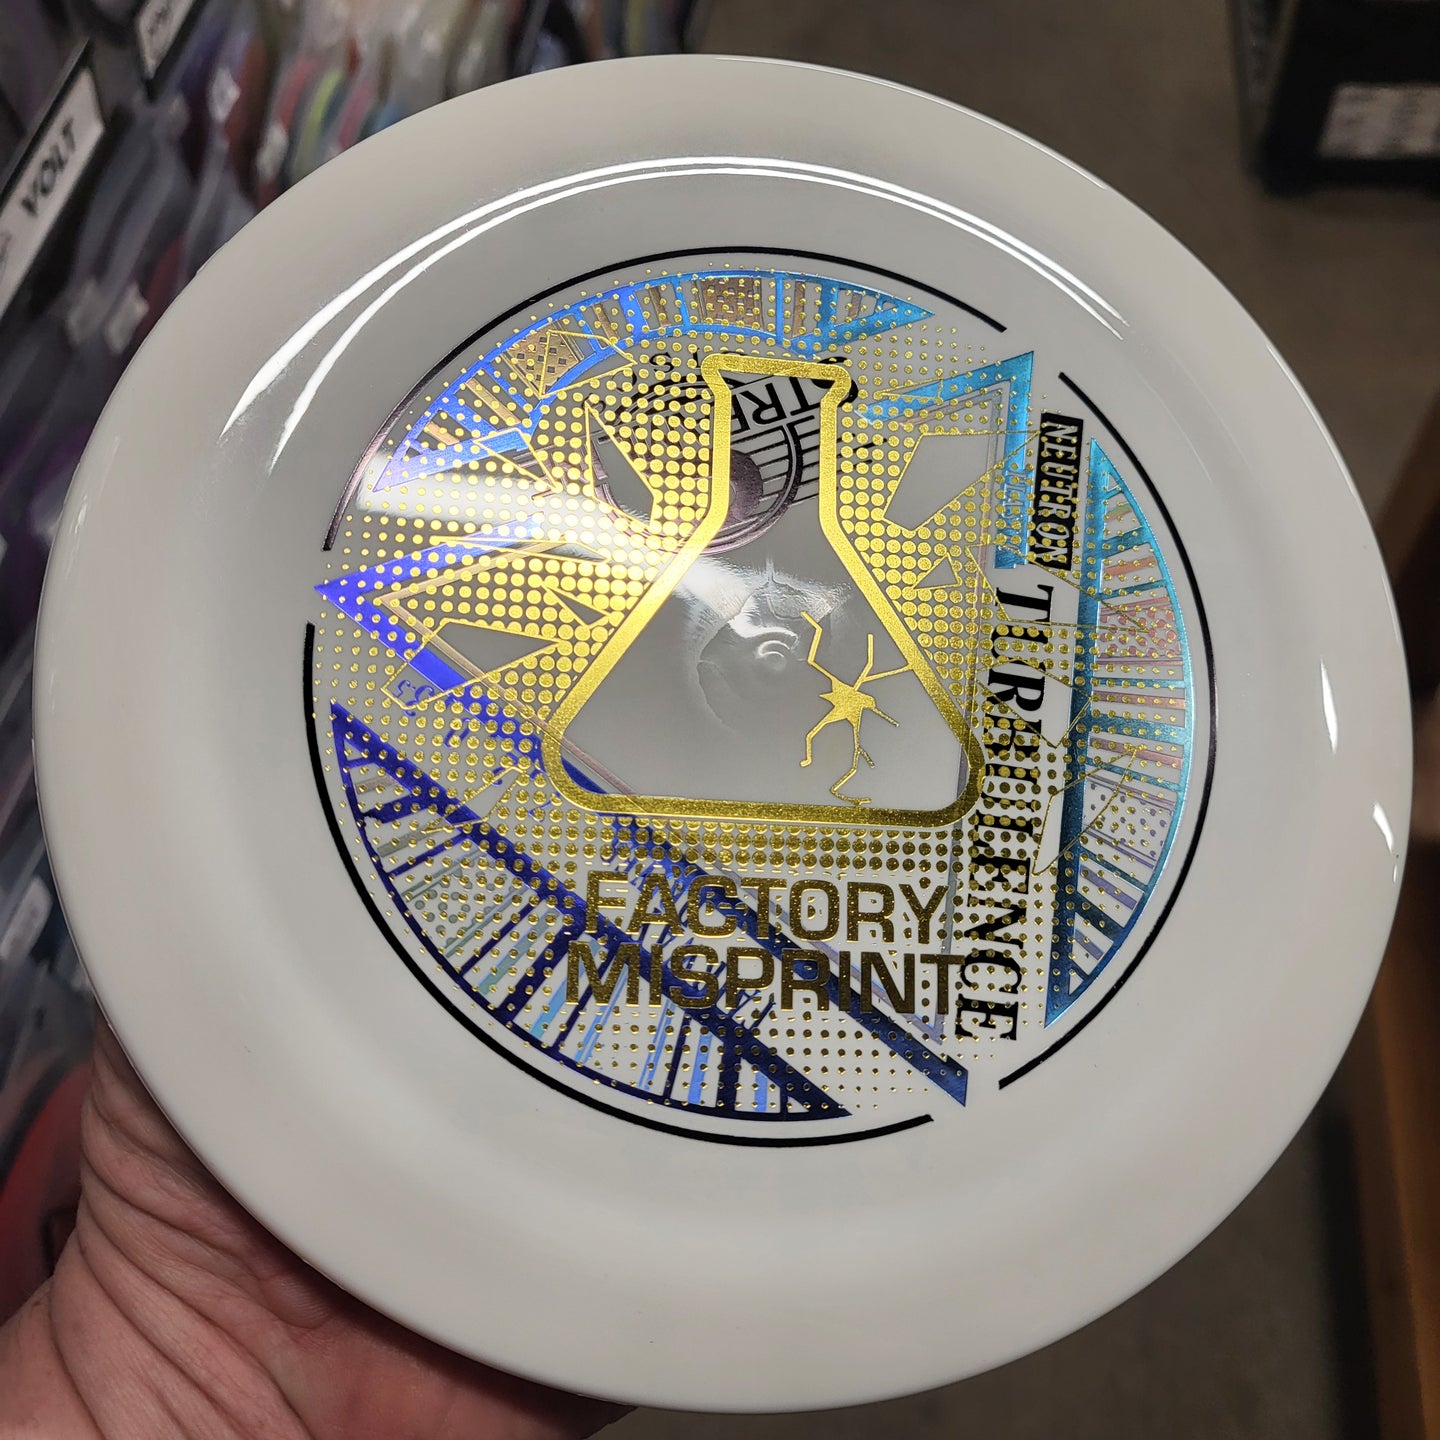 VOLT
NEUTRON
TURBULENCE
FACTORY
MISPRINT